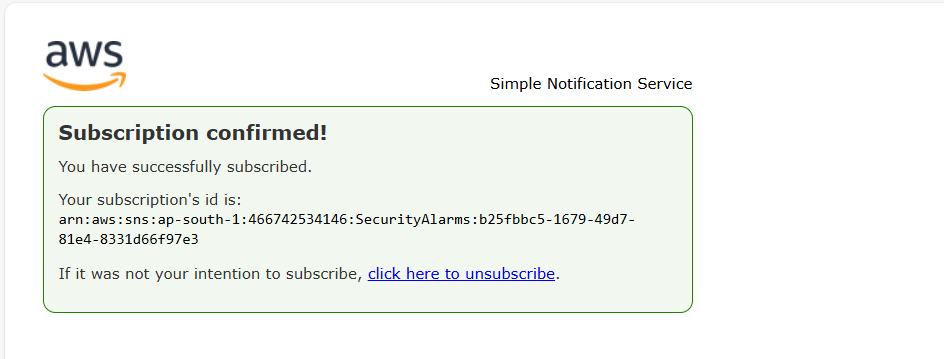 aws
Simple Notification Service
Subscription confirmed!
You have successfully subscribed.
Your subscription's id is:
arn:aws:sns:ap-south-1:466742534146:SecurityAlarms:b25fbbc5-1679-49d7-
81e4-8331d66f97e3
If it was not your intention to subscribe, click here to unsubscribe.